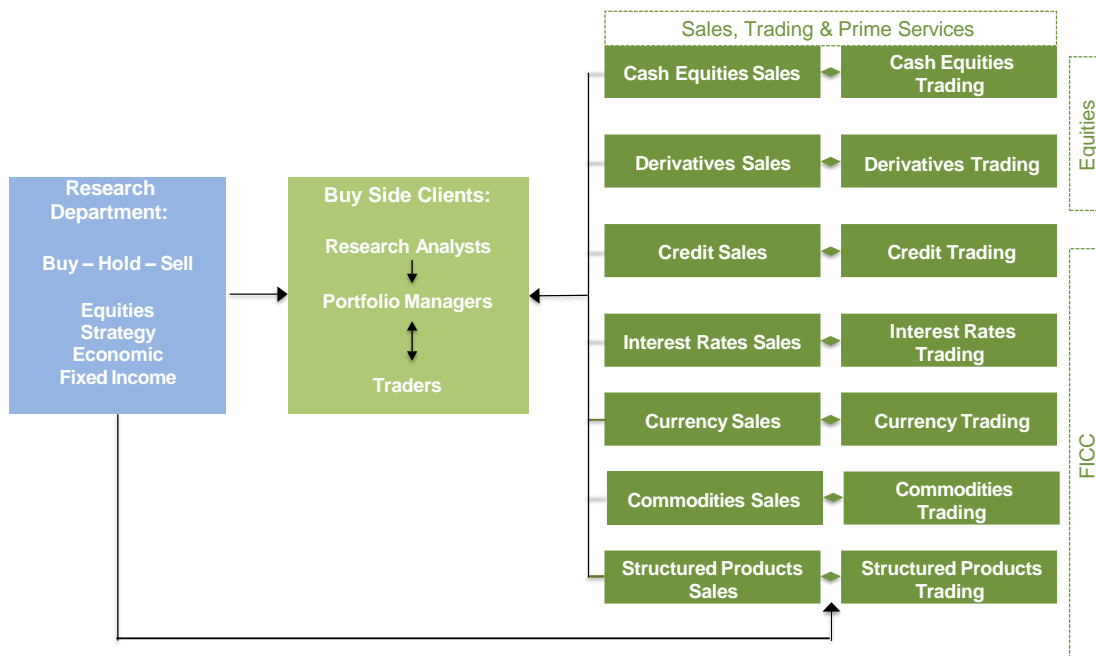 Sales, Trading & Prime Services
Cash Equities Sales
Cash Equities
Trading
Equities
Derivatives Sales
Derivatives Trading
Research
Department:
Buy – Hold – Sell
Equities
Strategy
Economic
Fixed Income
Buy Side Clients:
Research Analysts
Portfolio Managers
Traders
Credit Sales
Credit Trading
Interest Rates Sales
Interest Rates
Trading
Currency Sales
Currency Trading
FICC
Commodities Sales
Commodities
Trading
Structured Products
Sales
Structured Products
Trading